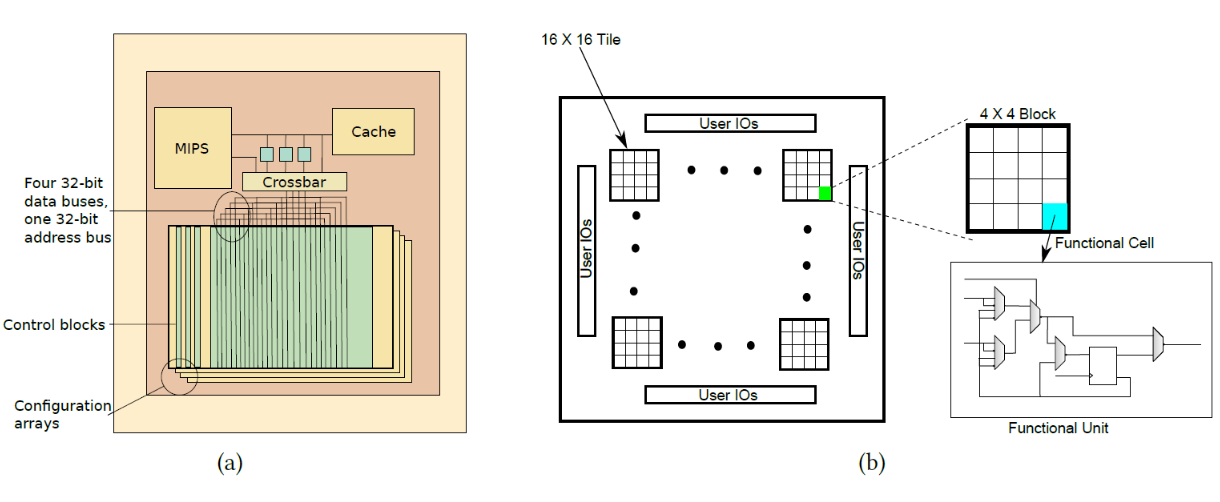 MIPS
Cache
Crossbar
Four 32-bit
data buses,
one 32-bit
address bus
Control blocks
Configuration
arrays
(a)
16 X 16 Tile
User IOs
User IOs
User IOs
User IOs
4 X 4 Block
Functional Cell
Functional Unit
(b)